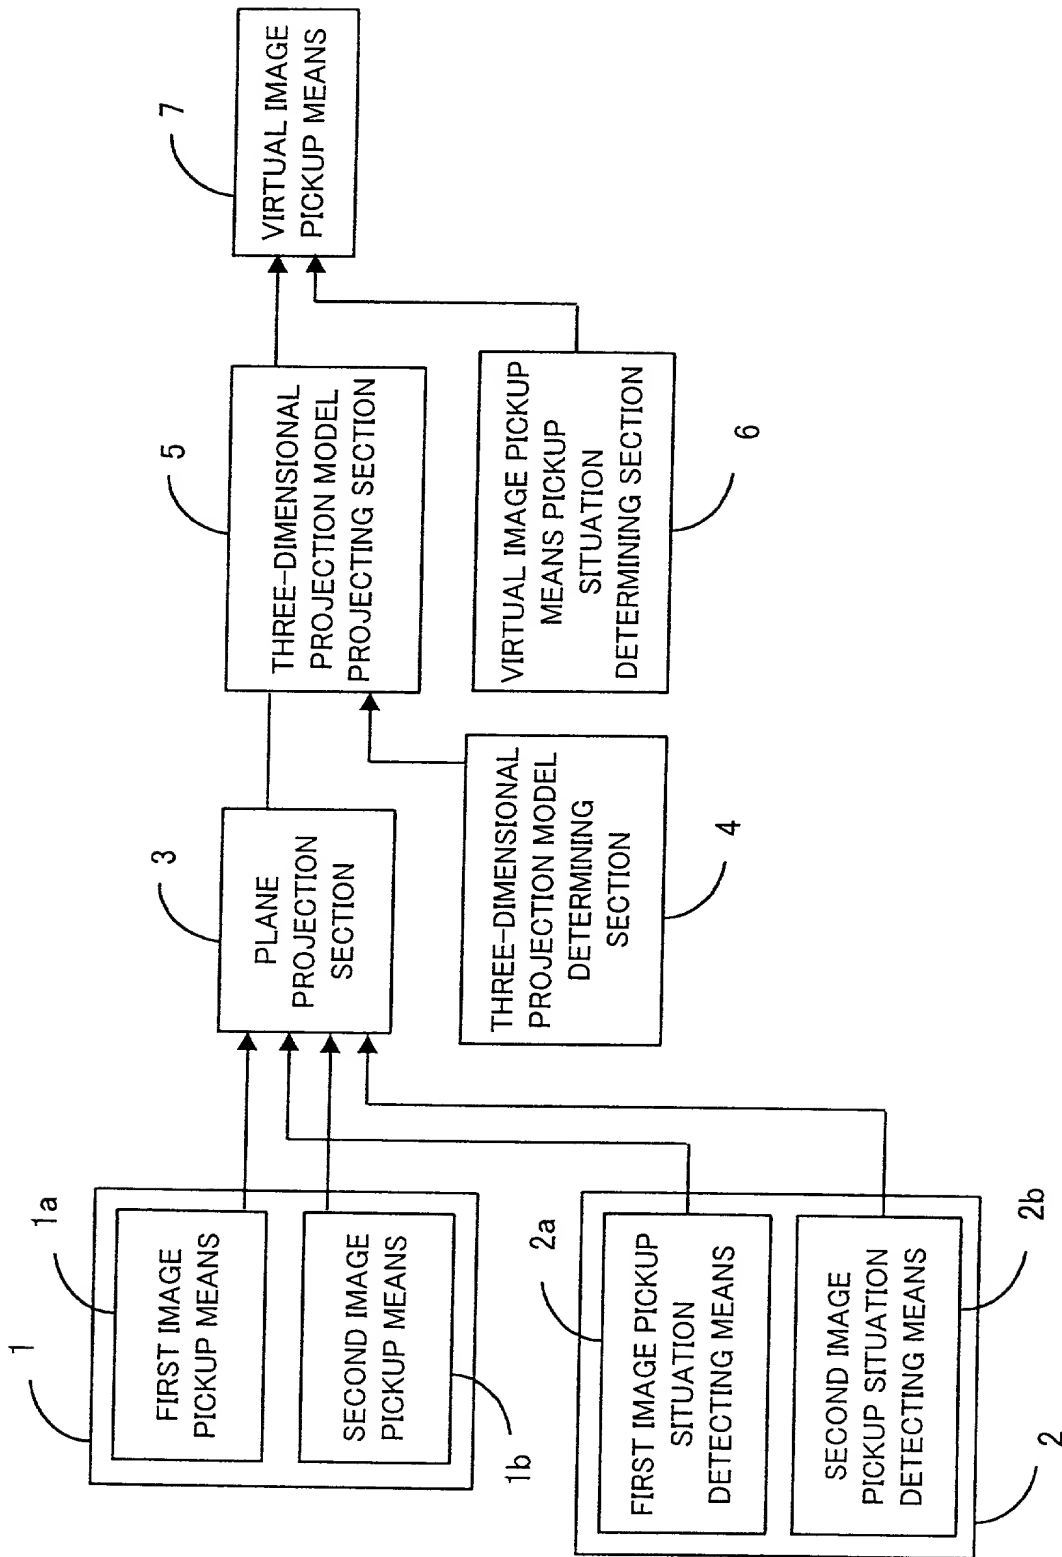 1
1a
FIRST IMAGE
PICKUP MEANS
SECOND IMAGE
PICKUP MEANS
1b
2a
FIRST IMAGE PICKUP
SITUATION
DETECTING MEANS
SECOND IMAGE
PICKUP SITUATION
DETECTING MEANS
2b
2
3
PLANE
PROJECTION
SECTION
THREE-DIMENSIONAL
PROJECTION MODEL
DETERMINING
SECTION
4
5
THREE-DIMENSIONAL
PROJECTION MODEL
PROJECTING SECTION
VIRTUAL IMAGE PICKUP
MEANS PICKUP
SITUATION
DETERMINING SECTION
6
7
VIRTUAL IMAGE
PICKUP MEANS